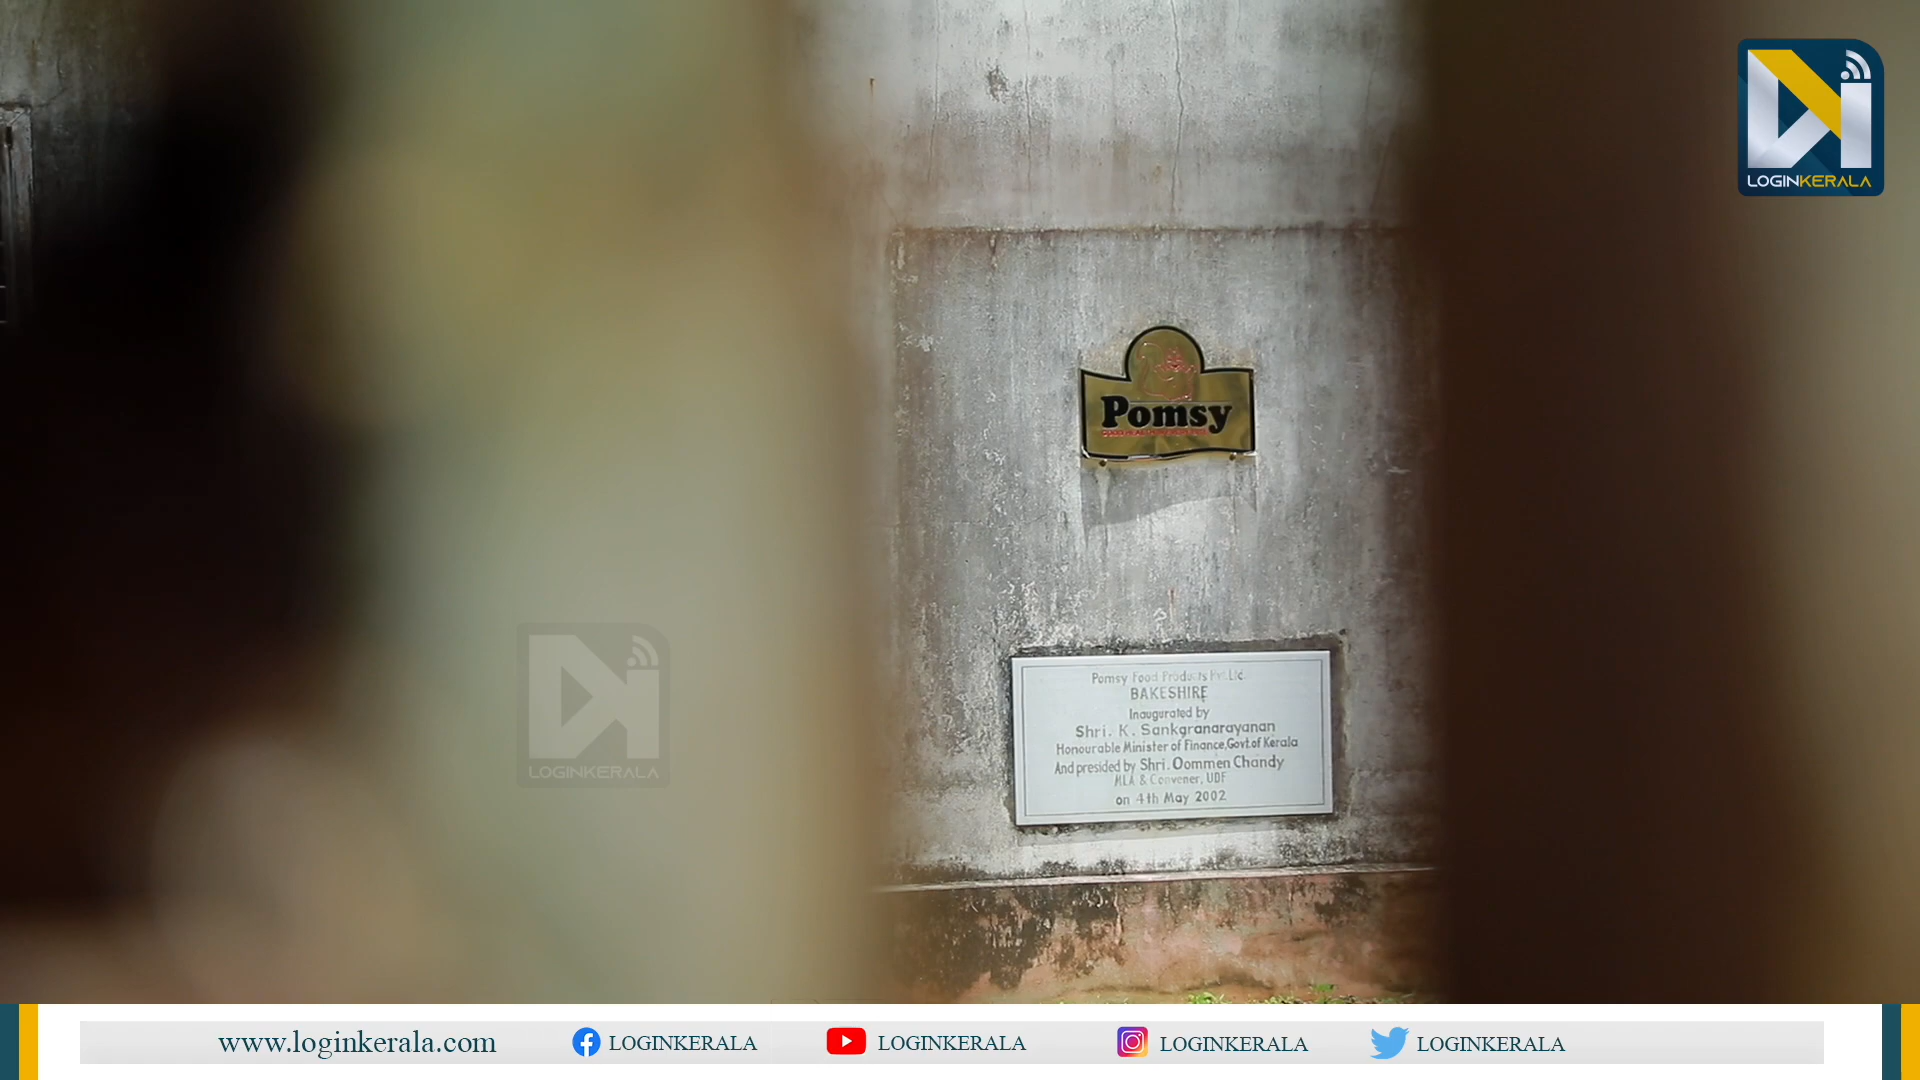 LOGINKERALA
Pomsy
Pomsy Food Products Pvt.Ltd.
BAKESHIRE
Inaugurated by
Shri. K. Sankgranarayanan
Honourable Minister of Finance,Govt.of Kerala
And presided by Shri. Oommen Chandy
MLA & Convener, UDF
on 4th May 2002
LOGINKERALA
www.loginkerala.com LOGINKERALA LOGINKERALA LOGINKERALA LOGINKERALA